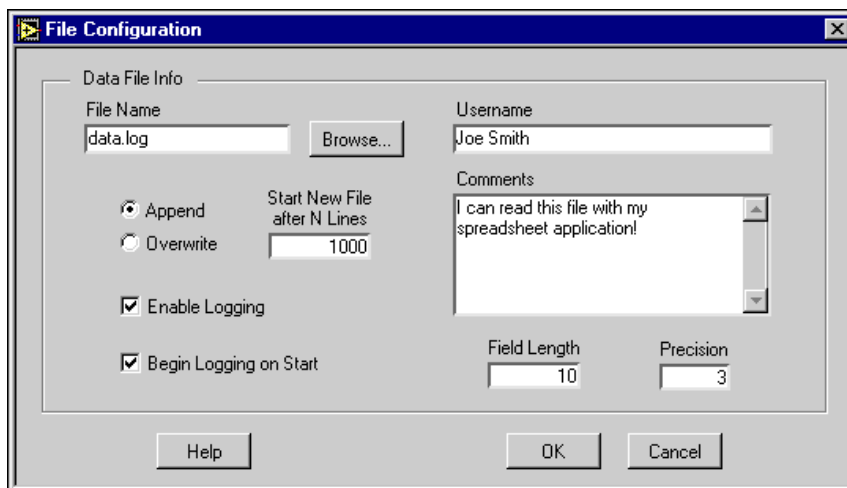 File Configuration
Data File Info
File Name
data.log
Browse...
Username
Joe Smith
Append
Overwrite
Start New File
after N Lines
1000
Comments
I can read this file with my
spreadsheet application!
Enable Logging
Begin Logging on Start
Field Length
10
Precision
3
Help
OK
Cancel